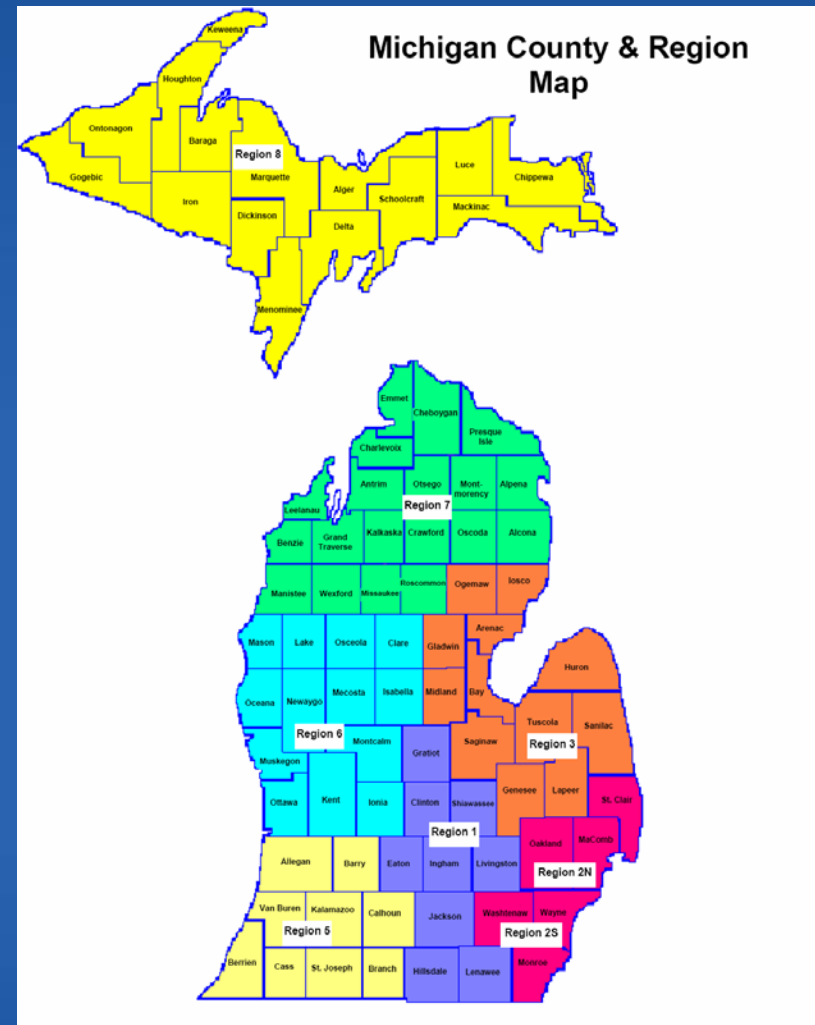 Michigan County & Region
Map
Keweena
Houghton
Ontonagon
Baraga
Region 8
Gogebic
Marquette
Iron
Alger
Schoolcraft
Luce
Chippewa
Dickinson
Delta
Mackinac
Menominee
Emmet
Cheboygan
Presque
Isle
Charlevoix
Antrim
Otsego
Mont-
morency
Alpena
Region 7
Leelanau
Benzie
Grand
Traverse
Kalkaska
Crawford
Oscoda
Alcona
Manistee
Wexford
Missaukee
Roscommon
Ogemaw
Iosco
Arenac
Mason
Lake
Osceola
Clare
Gladwin
Huron
Oceana
Newaygo
Mecosta
Isabella
Midland
Bay
Tuscola
Sanilac
Region 6
Montcalm
Gratiot
Saginaw
Region 3
Muskegon
Ottawa
Kent
Ionia
Clinton
Shiawassee
Genesee
Lapeer
St. Clair
Region 1
Allegan
Barry
Eaton
Ingham
Livingston
Oakland
MaComb
Region 2N
Van Buren
Kalamazoo
Calhoun
Jackson
Washtenaw
Wayne
Region 5
Region 2S
Berrien
Cass
St. Joseph
Branch
Hillsdale
Lenawee
Monroe